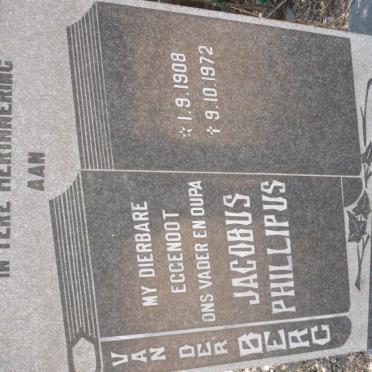 IN TERE HERINNERING
AAN
MY DIERBARE
ECCENOOT
ONS VADER EN OUPA
JACOBUS
PHILLIPUS
VAN DER BERG
☆ 1.9.1908
✝ 9.10.1972